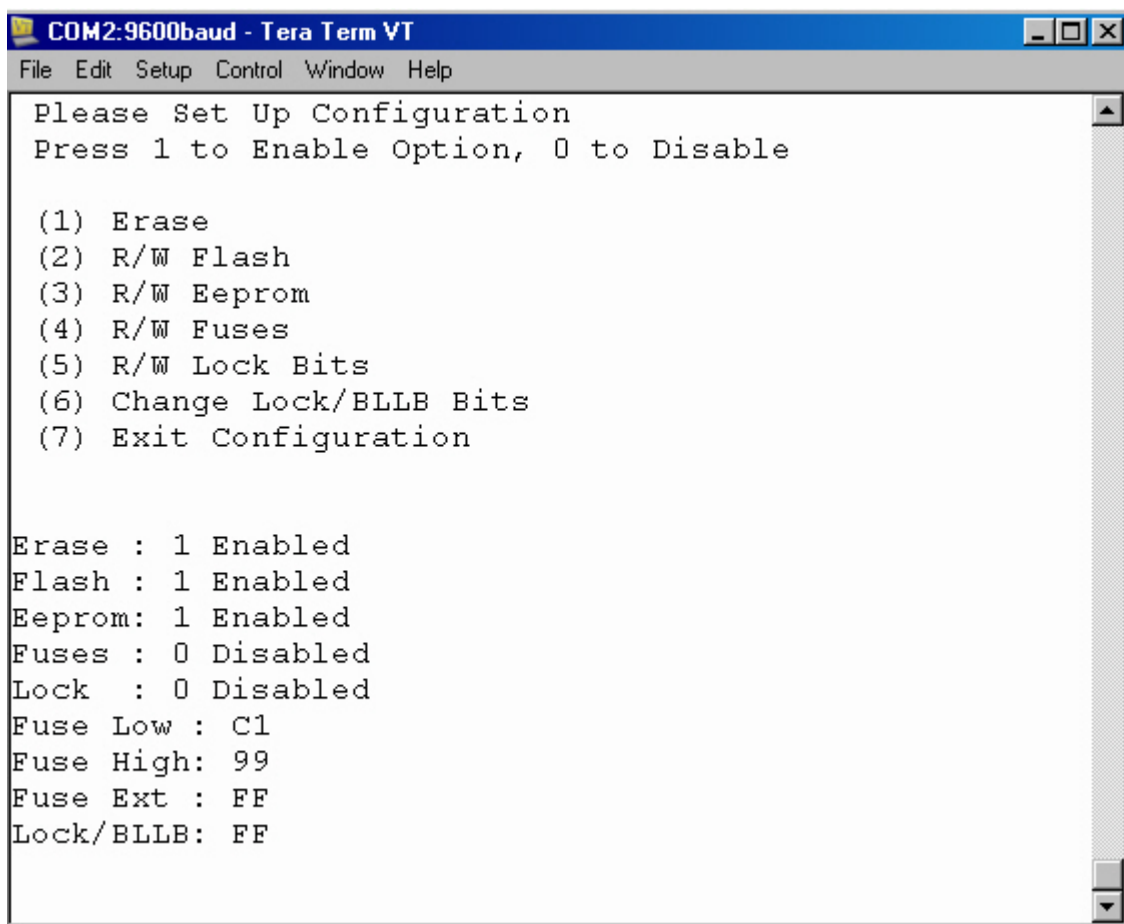 COM2:9600baud - Tera Term VT
File Edit Setup Control Window Help
Please Set Up Configuration
Press 1 to Enable Option, 0 to Disable
(1) Erase
(2) R/W Flash
(3) R/W Eeprom
(4) R/W Fuses
(5) R/W Lock Bits
(6) Change Lock/BLLB Bits
(7) Exit Configuration
Erase : 1 Enabled
Flash : 1 Enabled
Eeprom: 1 Enabled
Fuses : 0 Disabled
Lock  : 0 Disabled
Fuse Low : C1
Fuse High: 99
Fuse Ext : FF
Lock/BLLB: FF